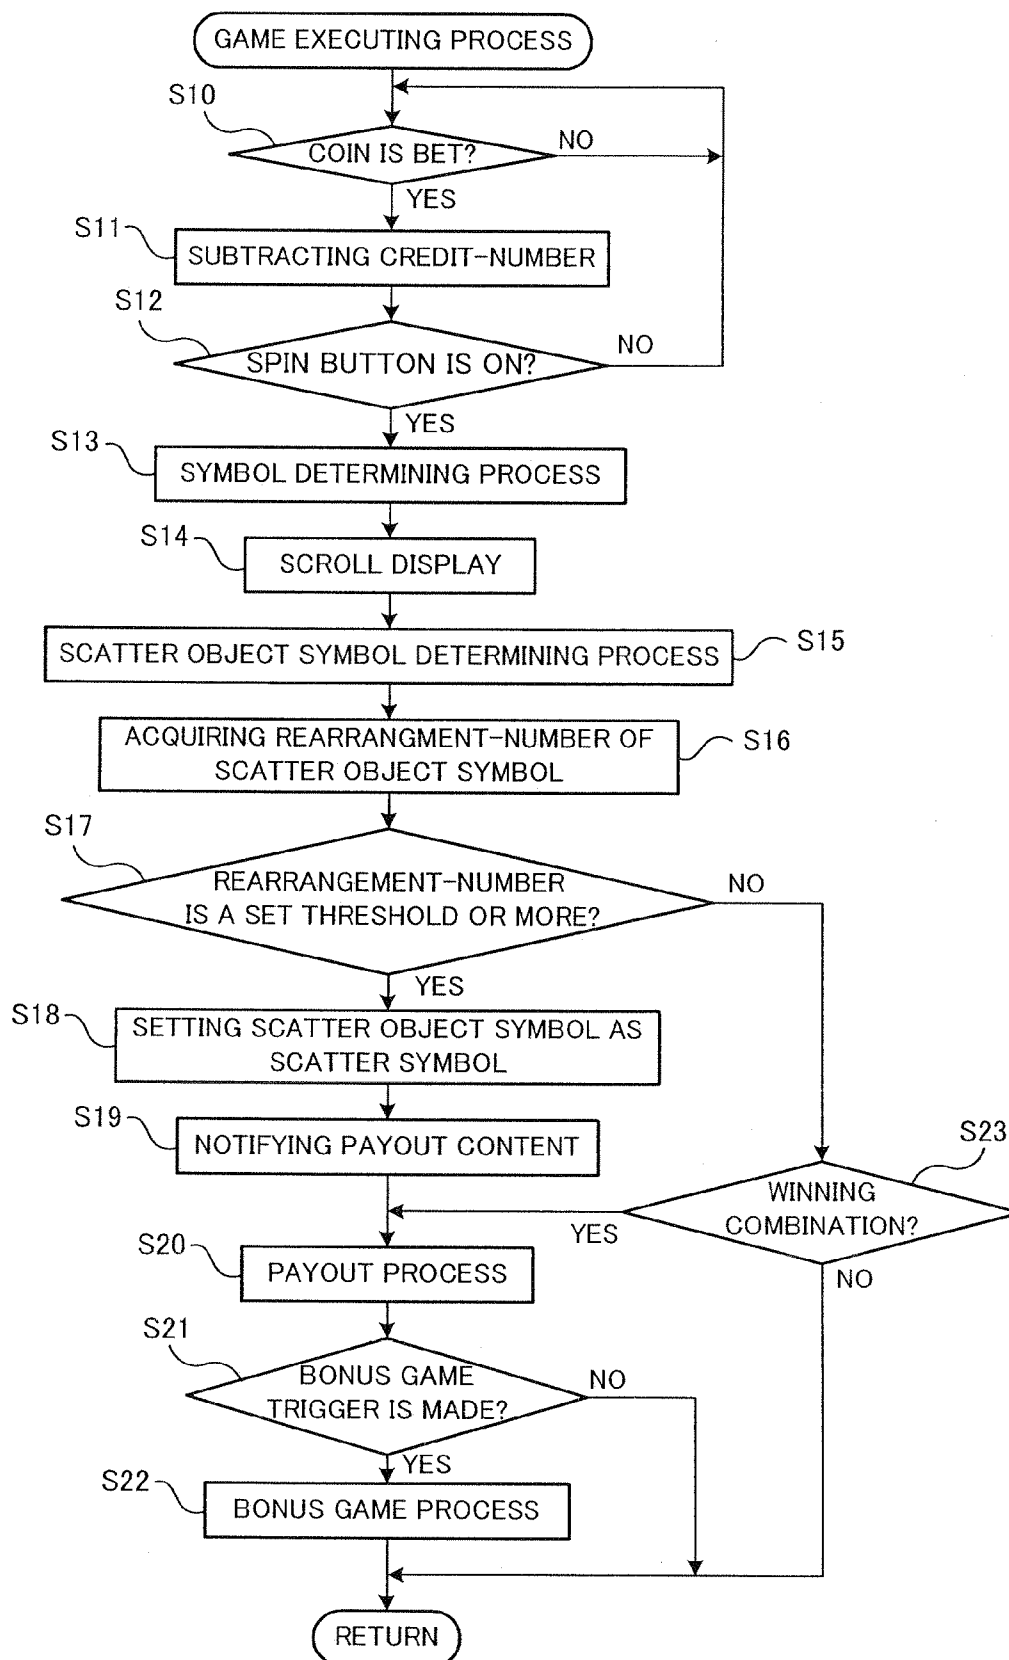 GAME EXECUTING PROCESS
S10
COIN IS BET?
NO
YES
S11
SUBTRACTING CREDIT-NUMBER
S12
SPIN BUTTON IS ON?
NO
YES
S13
SYMBOL DETERMINING PROCESS
S14
SCROLL DISPLAY
SCATTER OBJECT SYMBOL DETERMINING PROCESS
S15
ACQUIRING REARRANGMENT-NUMBER OF
SCATTER OBJECT SYMBOL
S16
S17
REARRANGEMENT-NUMBER
IS A SET THRESHOLD OR MORE?
NO
YES
S18
SETTING SCATTER OBJECT SYMBOL AS
SCATTER SYMBOL
S19
NOTIFYING PAYOUT CONTENT
S23
WINNING
COMBINATION?
YES
NO
S20
PAYOUT PROCESS
S21
BONUS GAME
TRIGGER IS MADE?
NO
YES
S22
BONUS GAME PROCESS
RETURN